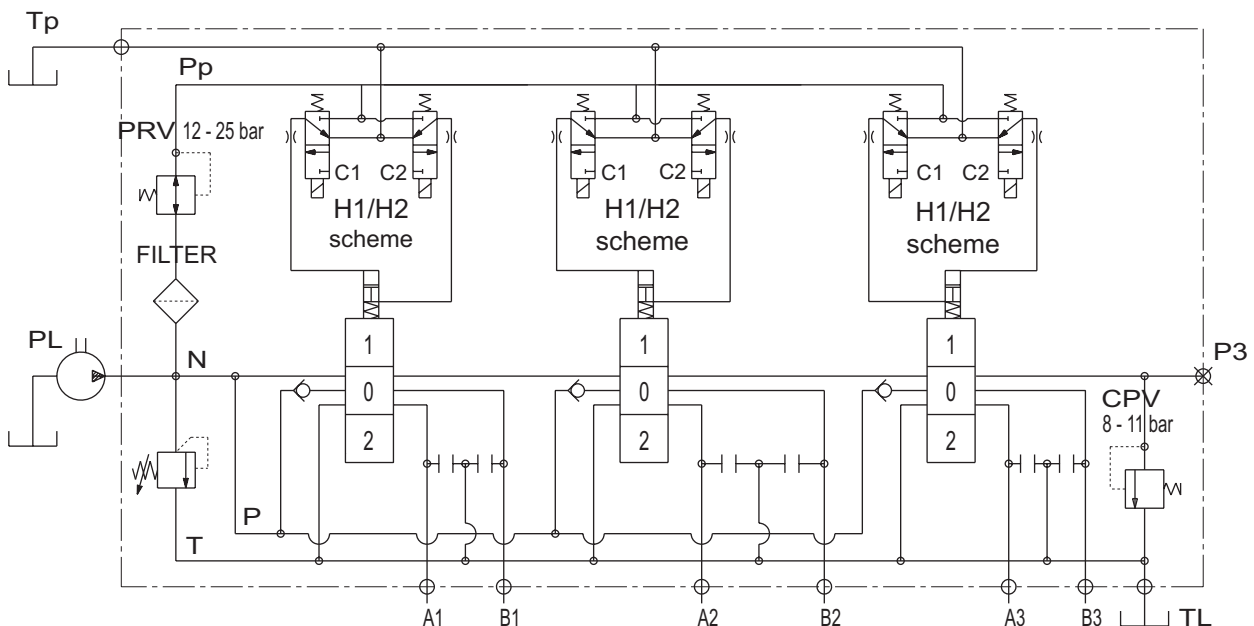 Tp
Pp
PRV 12 - 25 bar
C1 C2 C1 C2 C1 C2
H1/H2 H1/H2 H1/H2
scheme scheme scheme
FILTER
PL N P3
1 1 1
0 0 0
2 2 2
CPV
8 - 11 bar
P
T
A1 B1 A2 B2 A3 B3 TL